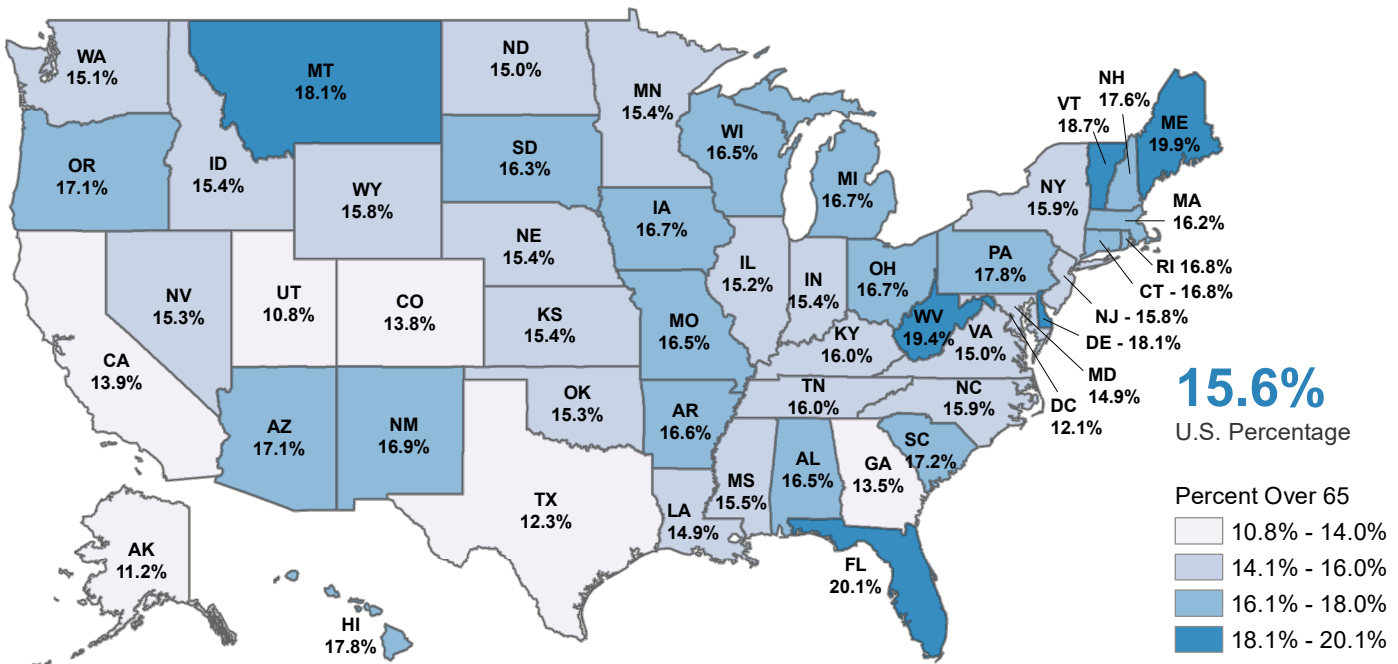 WA
15.1%
MT
18.1%
ND
15.0%
MN
15.4%
OR
17.1%
ID
15.4%
WY
15.8%
SD
16.3%
WI
16.5%
MI
16.7%
NY
15.9%
VT
18.7%
NH
17.6%
ME
19.9%
MA
16.2%
RI 16.8%
CT - 16.8%
NJ - 15.8%
DE - 18.1%
MD
14.9%
DC
12.1%
CA
13.9%
NV
15.3%
UT
10.8%
CO
13.8%
NE
15.4%
KS
15.4%
IA
16.7%
MO
16.5%
IL
15.2%
IN
15.4%
OH
16.7%
PA
17.8%
WV
19.4%
VA
15.0%
KY
16.0%
TN
16.0%
NC
15.9%
SC
17.2%
AZ
17.1%
NM
16.9%
OK
15.3%
AR
16.6%
TX
12.3%
LA
14.9%
MS
15.5%
AL
16.5%
GA
13.5%
FL
20.1%
AK
11.2%
HI
17.8%
15.6%
U.S. Percentage
Percent Over 65
10.8% - 14.0%
14.1% - 16.0%
16.1% - 18.0%
18.1% - 20.1%